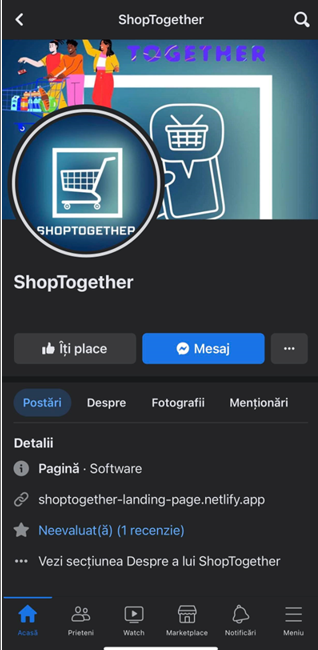 ShopTogether
TOGETHER
SHOPTOGETHEP
ShopTogether
Îți place
Mesaj
Postări
Despre
Fotografii
Menționări
Detalii
Pagină · Software
shoptogether-landing-page.netlify.app
Neevaluat(ă) (1 recenzie)
Vezi secțiunea Despre a lui ShopTogether
Acasă
Prieteni
Watch
Marketplace
Notificări
Meniu